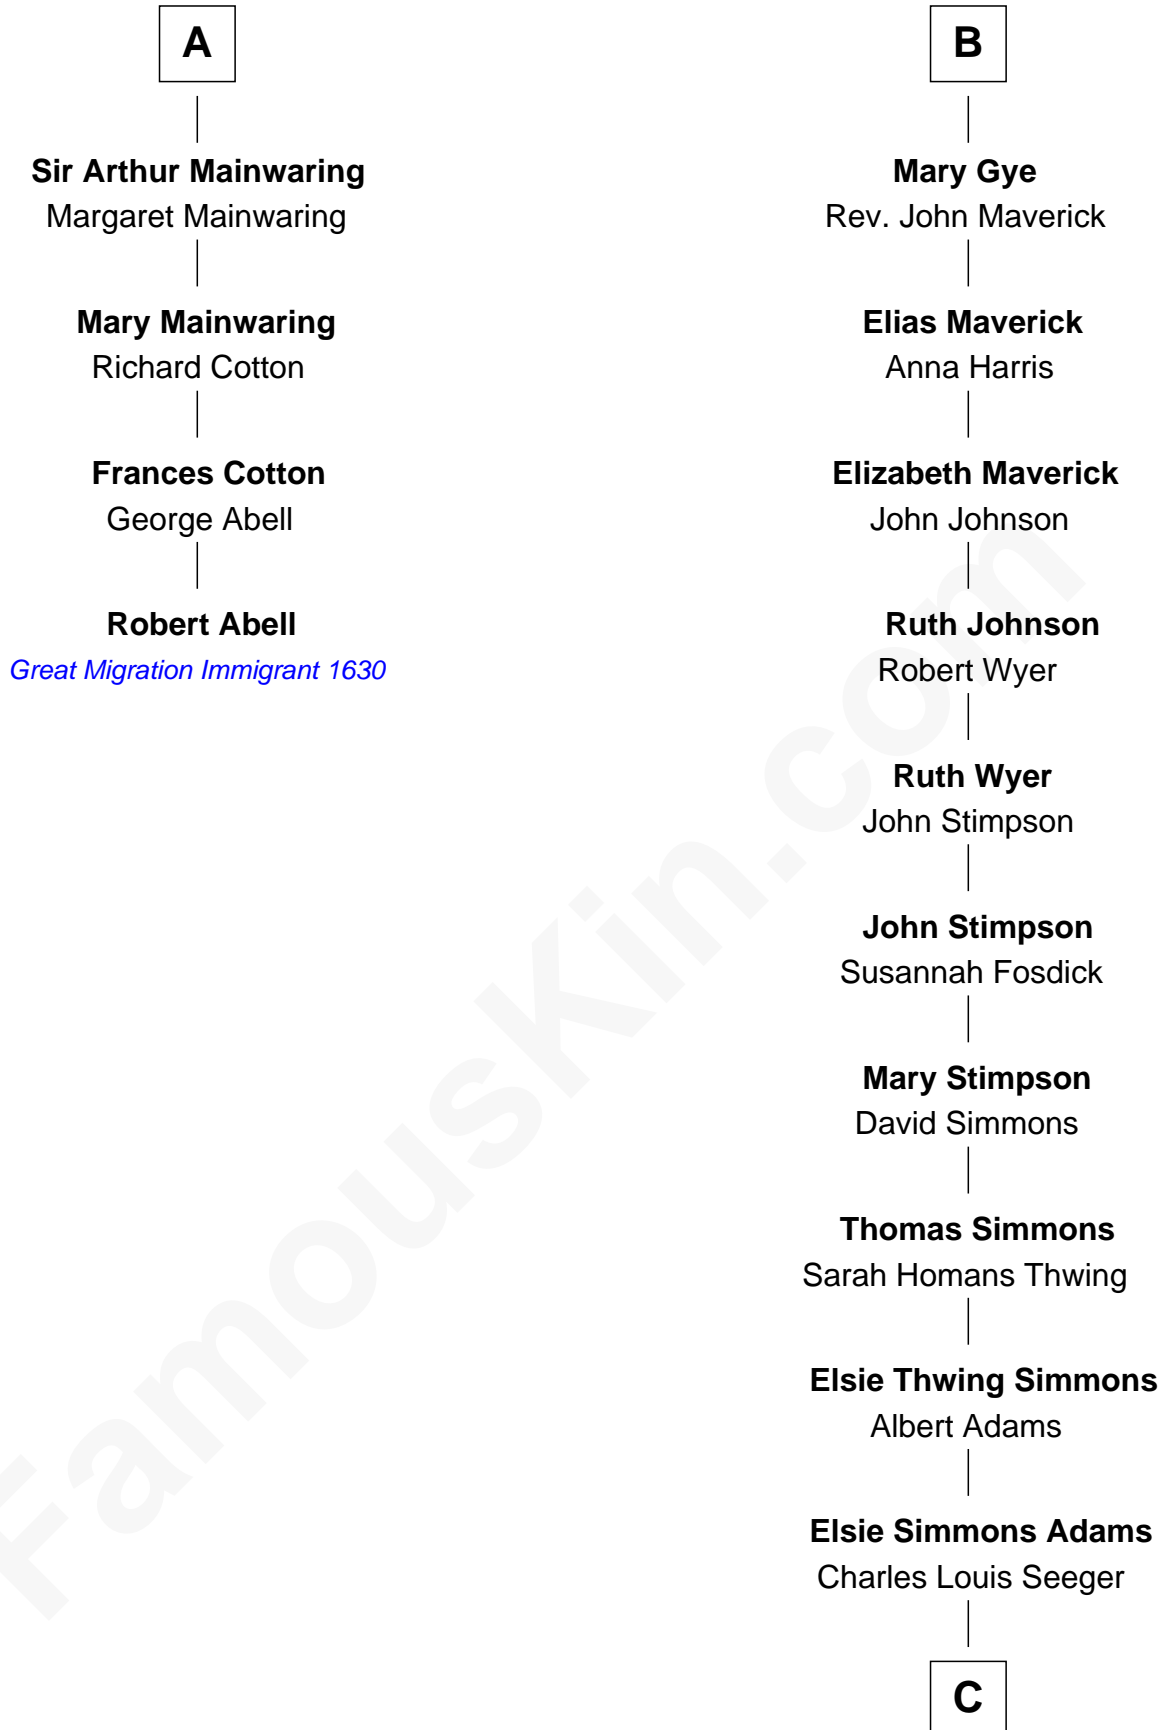 A
Sir Arthur Mainwaring
Margaret Mainwaring
Mary Mainwaring
Richard Cotton
Frances Cotton
George Abell
Robert Abell
Great Migration Immigrant 1630
B
Mary Gye
Rev. John Maverick
Elias Maverick
Anna Harris
Elizabeth Maverick
John Johnson
Ruth Johnson
Robert Wyer
Ruth Wyer
John Stimpson
John Stimpson
Susannah Fosdick
Mary Stimpson
David Simmons
Thomas Simmons
Sarah Homans Thwing
Elsie Thwing Simmons
Albert Adams
Elsie Simmons Adams
Charles Louis Seeger
C
FamousKin.com